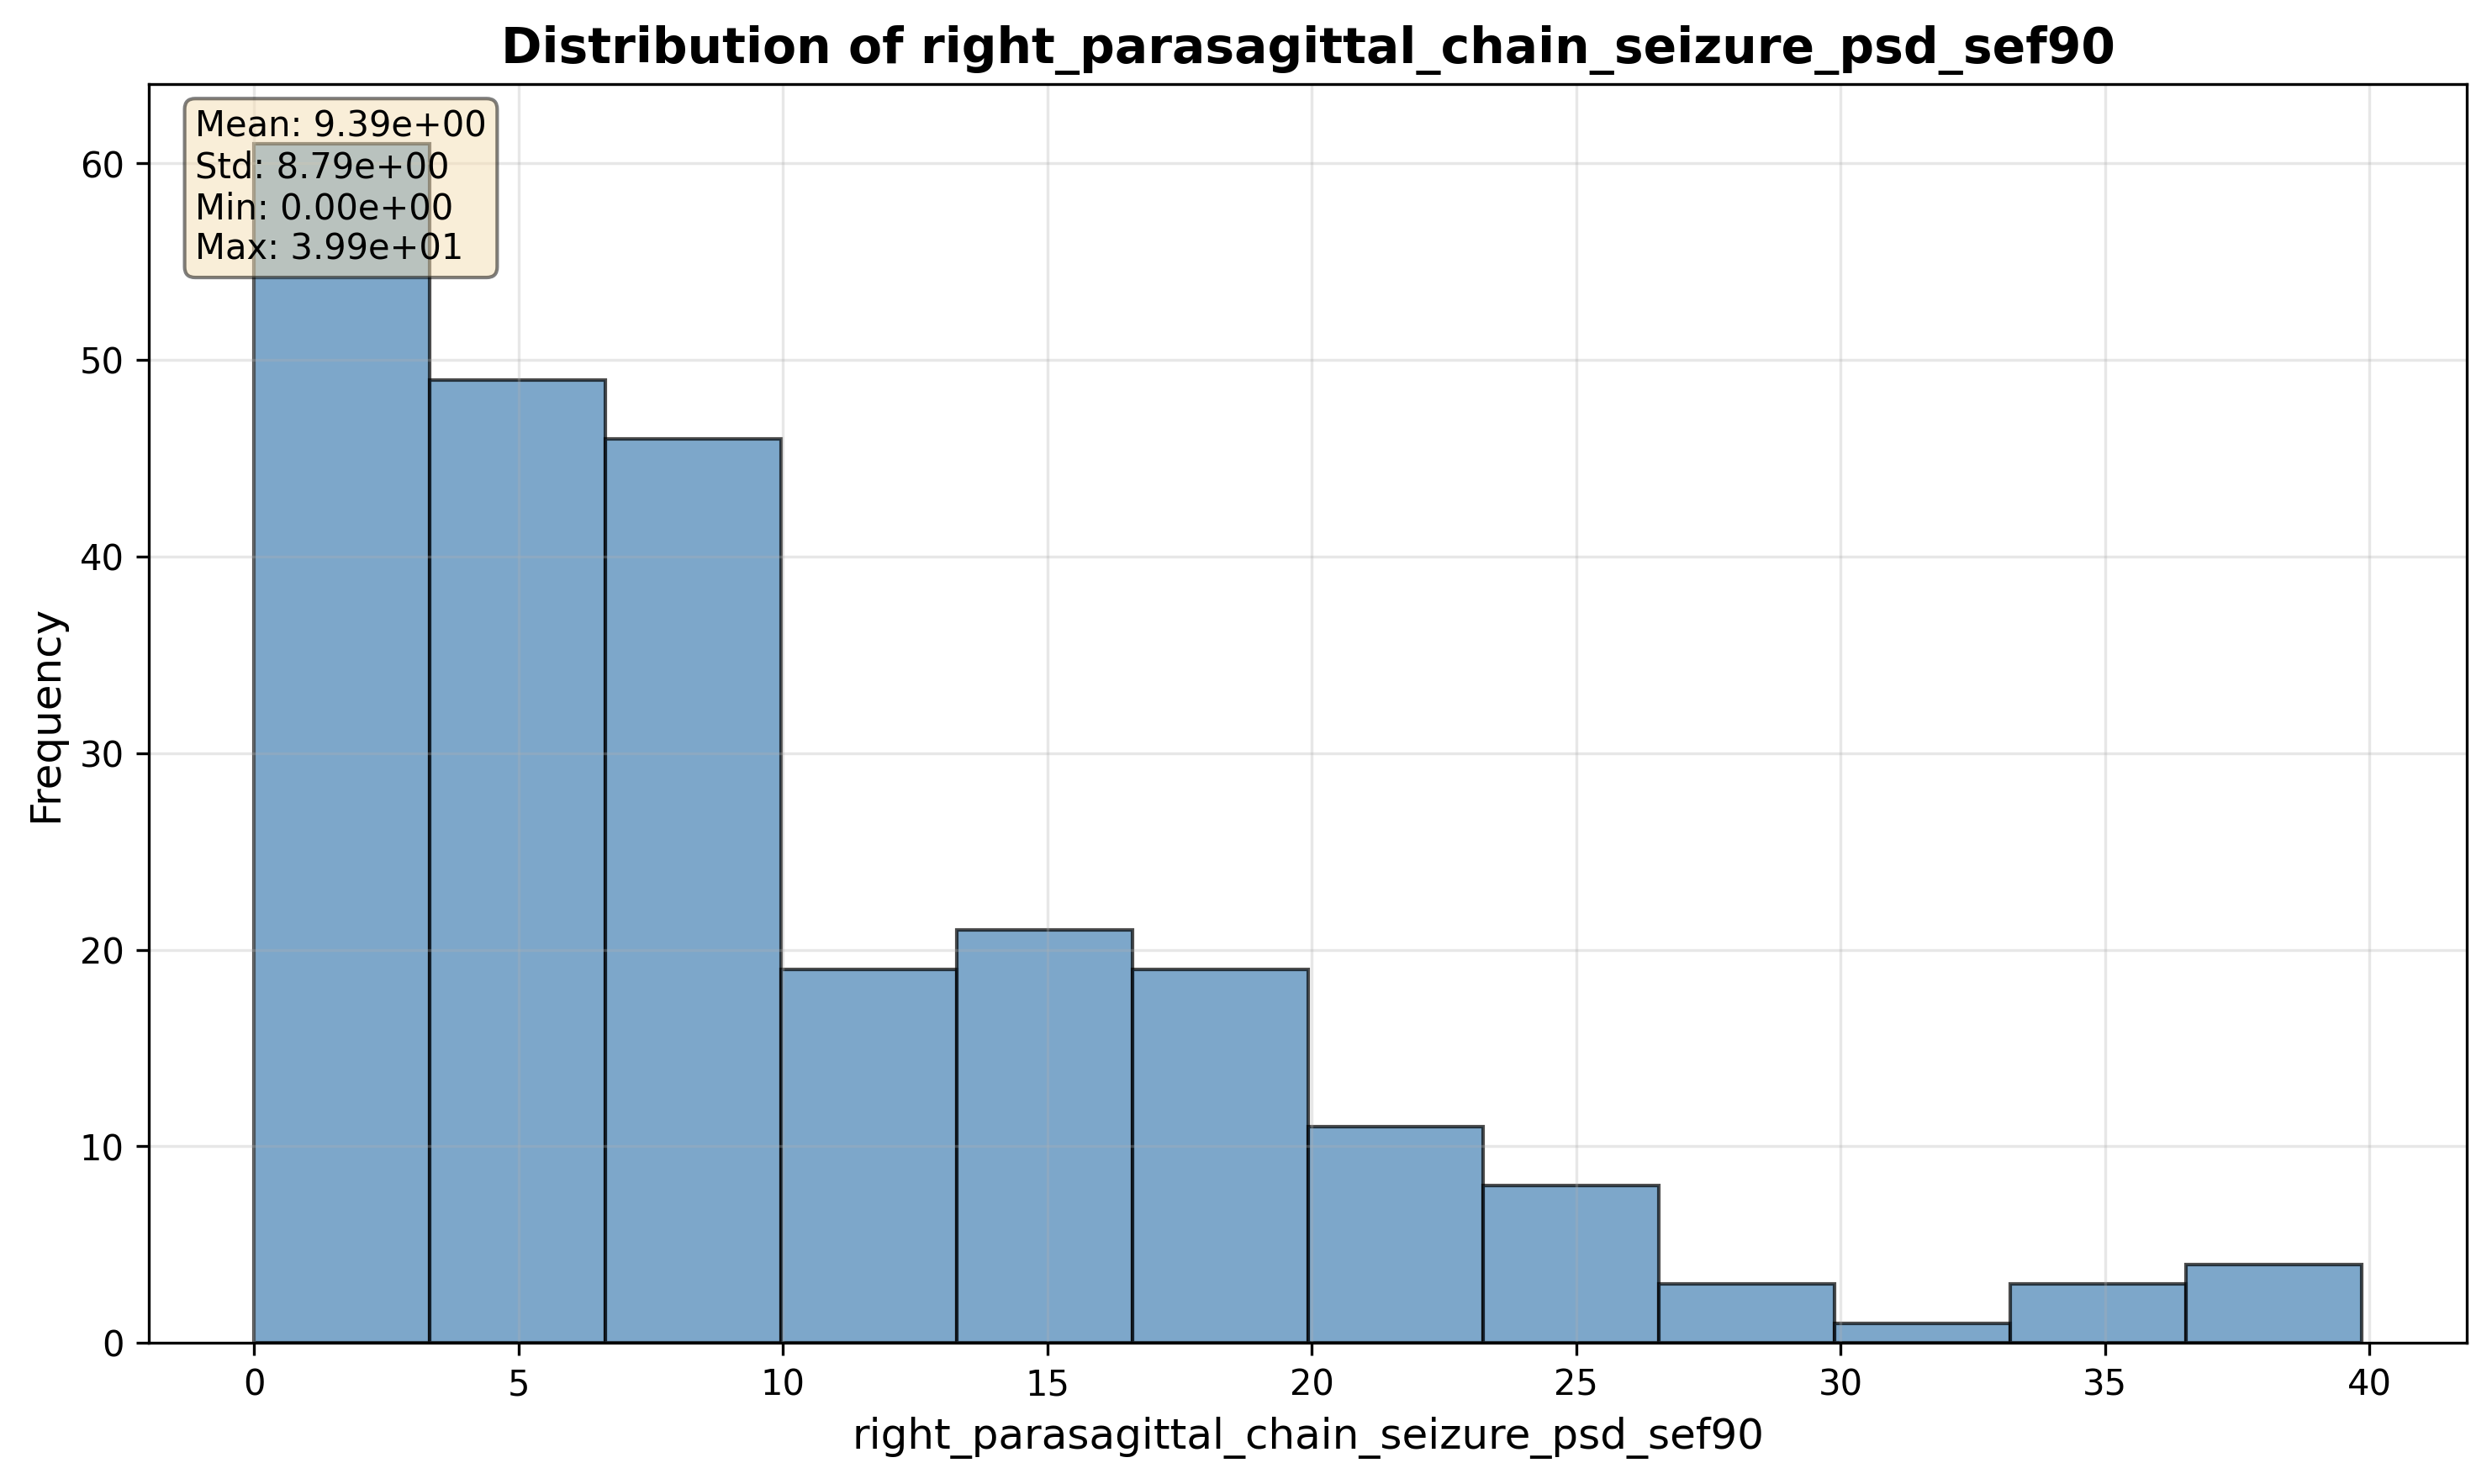 Distribution of right_parasagittal_chain_seizure_psd_sef90
Mean: 9.39e+00
Std: 8.79e+00
Min: 0.00e+00
Max: 3.99e+01
Frequency
60
50
40
30
20
10
0
0 5 10 15 20 25 30 35 40
right_parasagittal_chain_seizure_psd_sef90